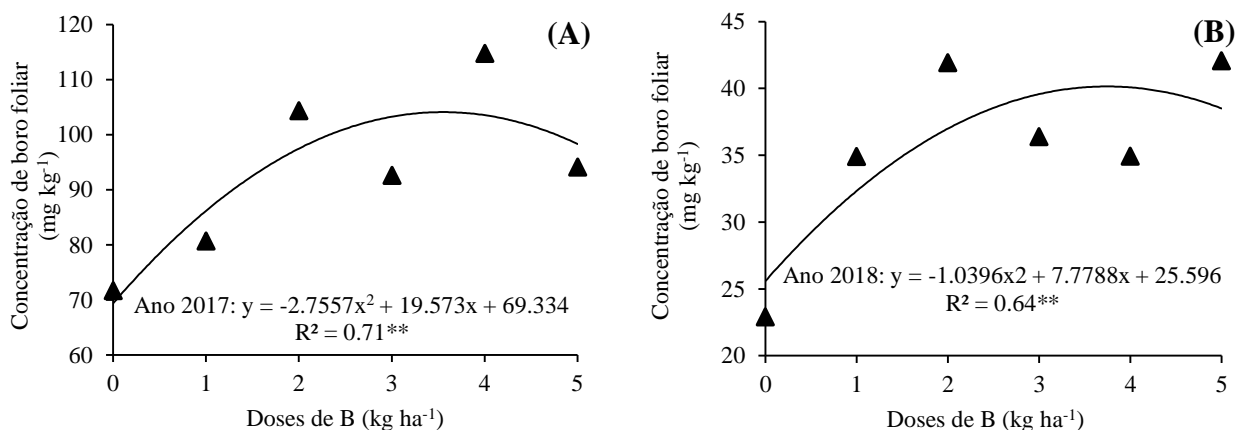 (A)
Concentração de boro foliar
(mg kg⁻¹)
120
110
100
90
80
70
60
Ano 2017: y = -2.7557x² + 19.573x + 69.334
R² = 0.71**
0 1 2 3 4 5
Doses de B (kg ha⁻¹)
(B)
Concentração de boro foliar
(mg kg⁻¹)
45
40
35
30
25
20
Ano 2018: y = -1.0396x2 + 7.7788x + 25.596
R² = 0.64**
0 1 2 3 4 5
Doses de B (kg ha⁻¹)